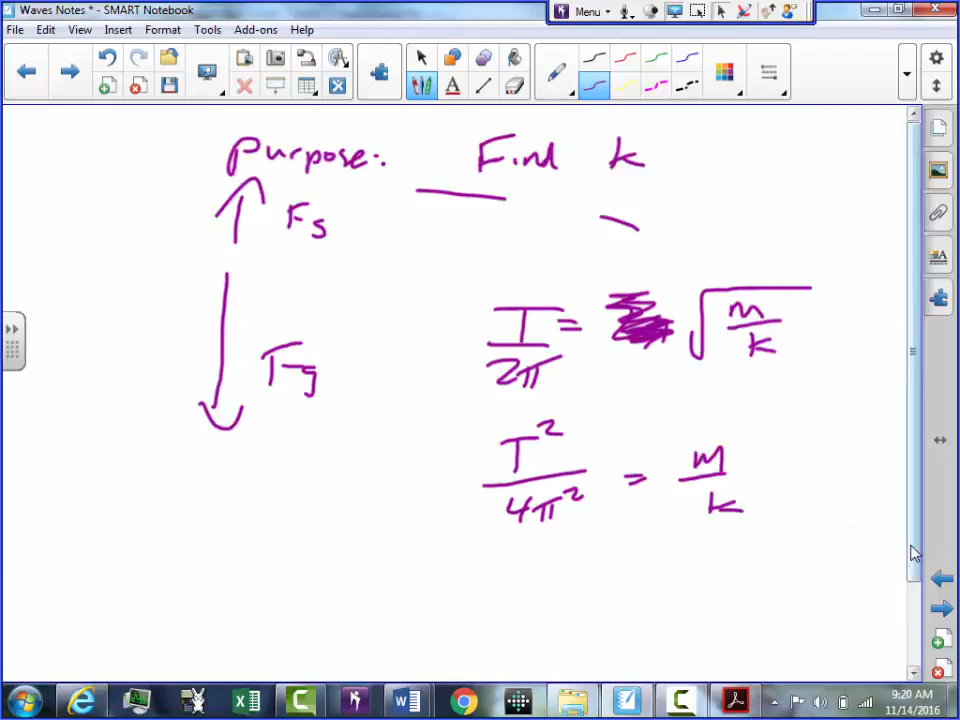 Waves Notes * - SMART Notebook
Menu
File Edit View Insert Format Tools Add-ons Help
Purpose: Find k
Fs
T/2π = √(m/k)
Fg
T²/4π² = m/k
9:20 AM
11/14/2016